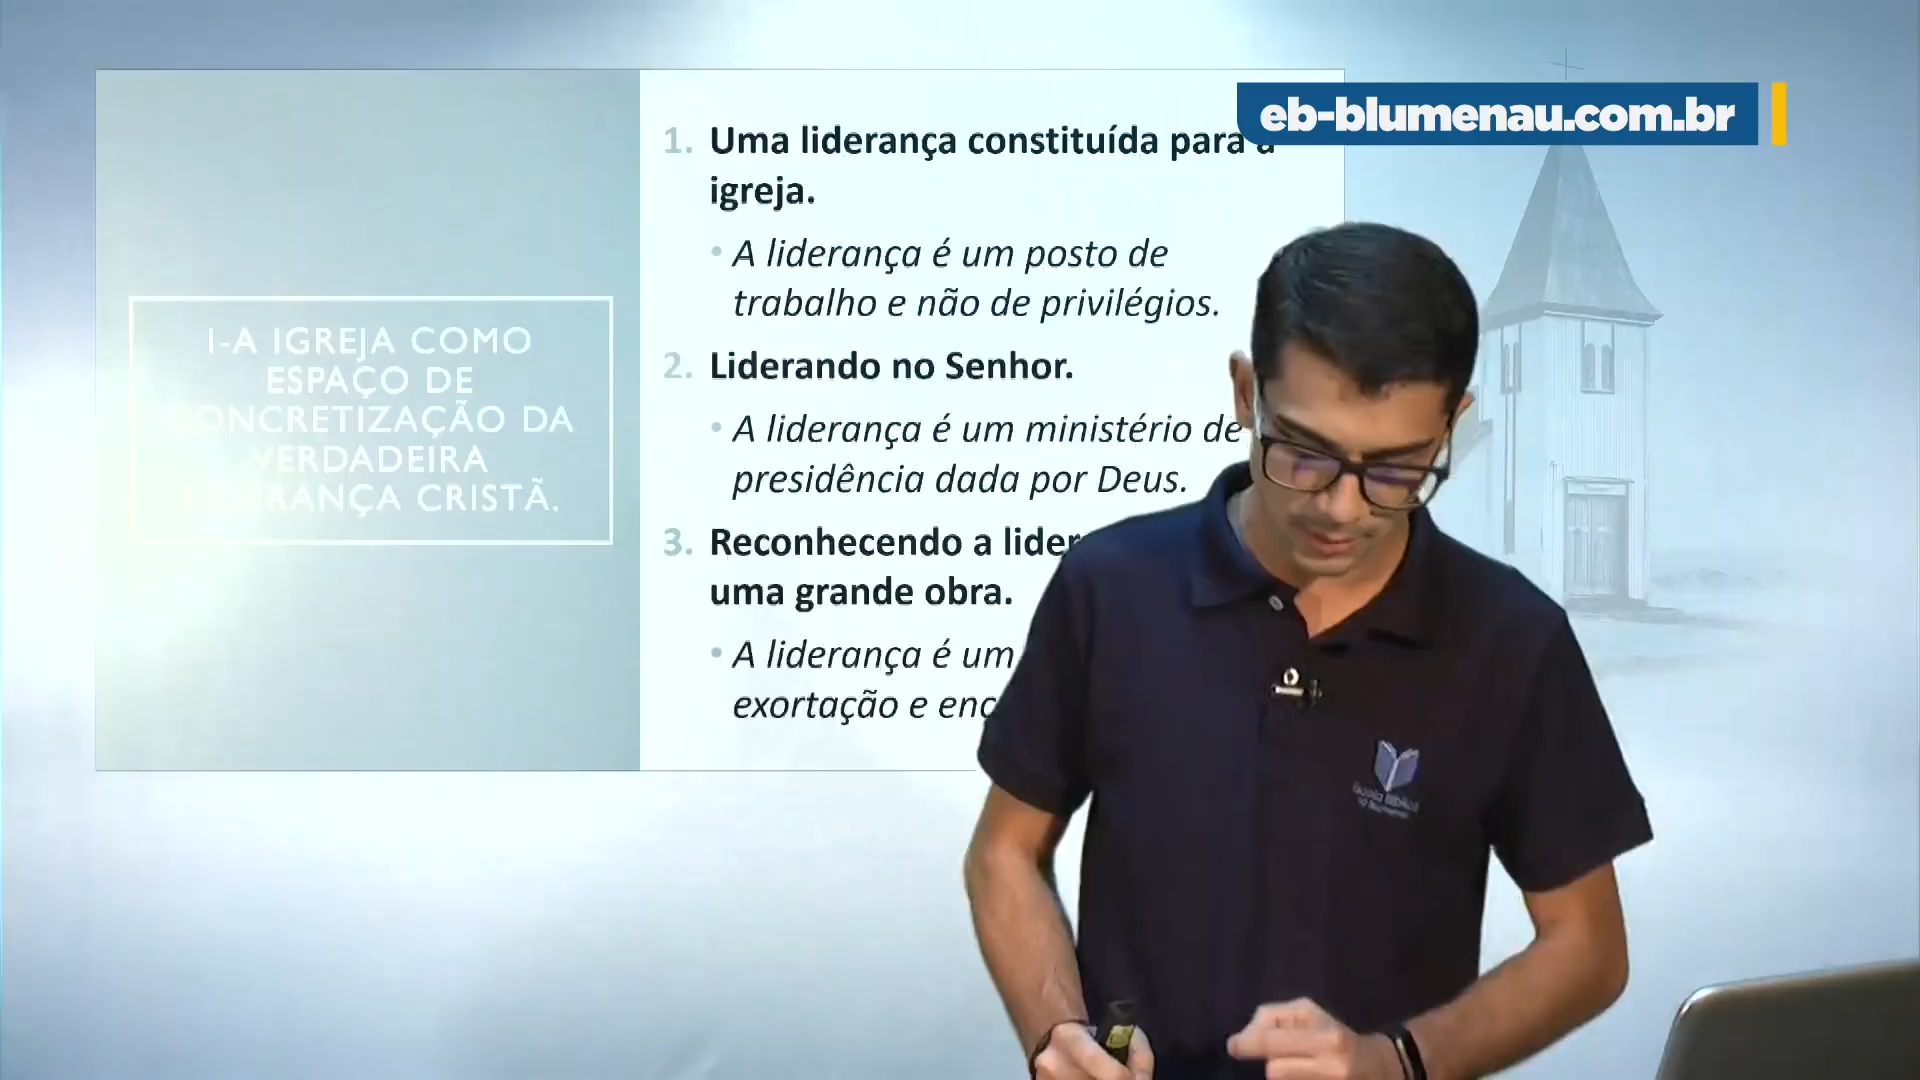 eb-blumenau.com.br
I-A IGREJA COMO
ESPAÇO DE
CONCRETIZAÇÃO DA
VERDADEIRA
LIDERANÇA CRISTÃ.
1. Uma liderança constituída para a
igreja.
• A liderança é um posto de
trabalho e não de privilégios.
2. Liderando no Senhor.
• A liderança é um ministério de
presidência dada por Deus.
3. Reconhecendo a lider
uma grande obra.
• A liderança é um
exortação e enc
Escola Bíblica